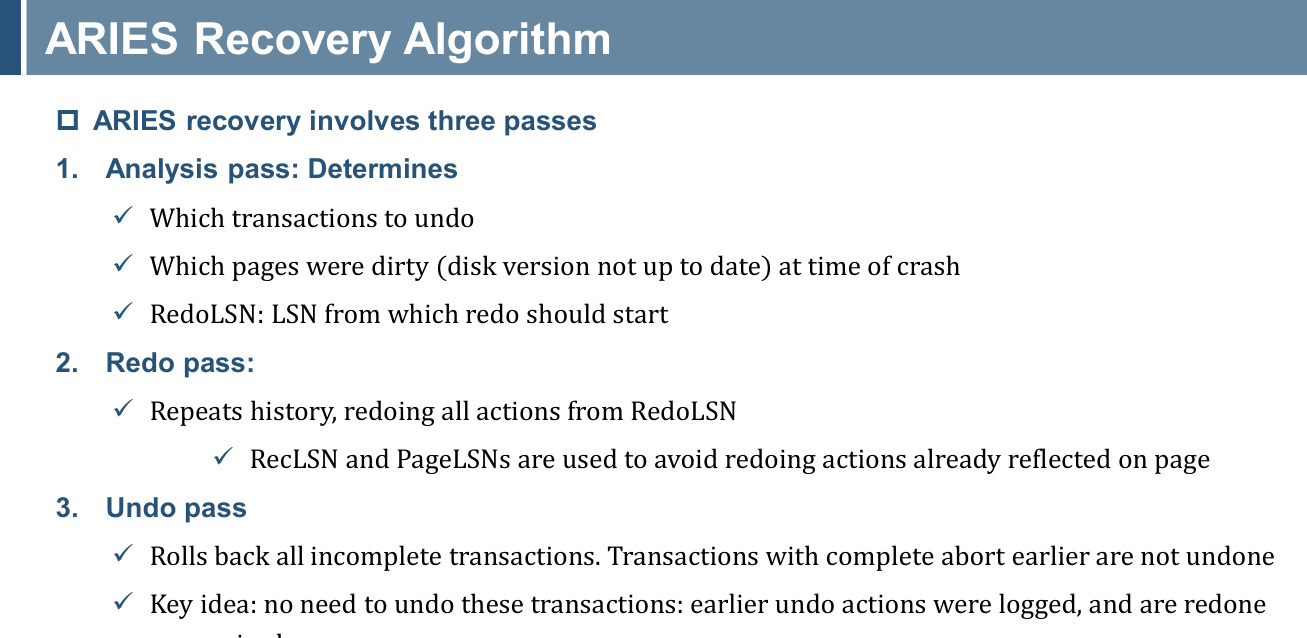 ARIES Recovery Algorithm
ARIES recovery involves three passes
1. Analysis pass: Determines
Which transactions to undo
Which pages were dirty (disk version not up to date) at time of crash
RedoLSN: LSN from which redo should start
2. Redo pass:
Repeats history, redoing all actions from RedoLSN
RecLSN and PageLSNs are used to avoid redoing actions already reflected on page
3. Undo pass
Rolls back all incomplete transactions. Transactions with complete abort earlier are not undone
Key idea: no need to undo these transactions: earlier undo actions were logged, and are redone